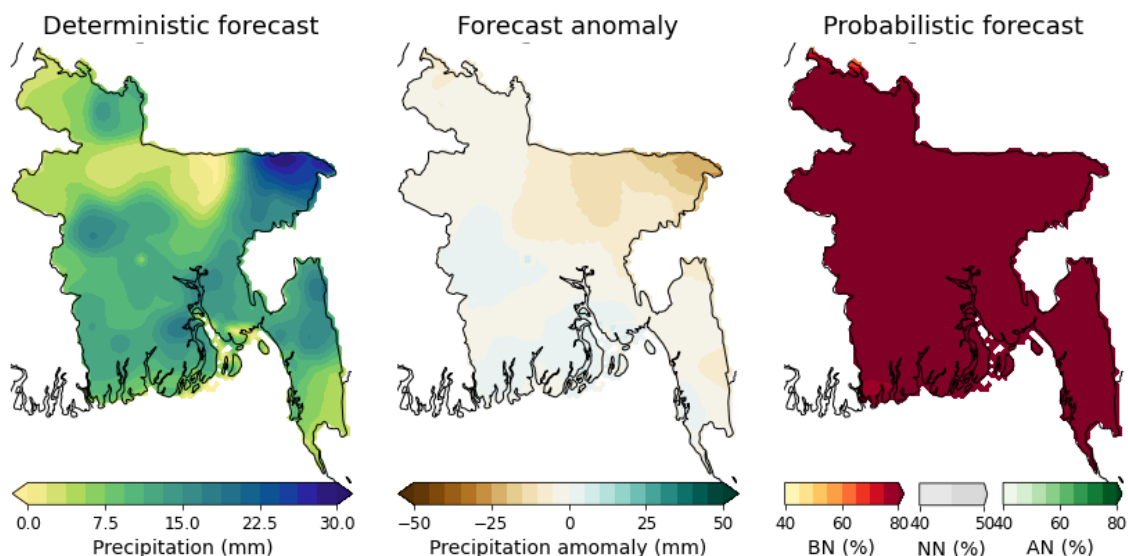 Deterministic forecast
Forecast anomaly
Probabilistic forecast
0.0 7.5 15.0 22.5 30.0
Precipitation (mm)
−50 −25 0 25 50
Precipitation amomaly (mm)
40 60 80
BN (%)
40 50
NN (%)
40 60 80
AN (%)